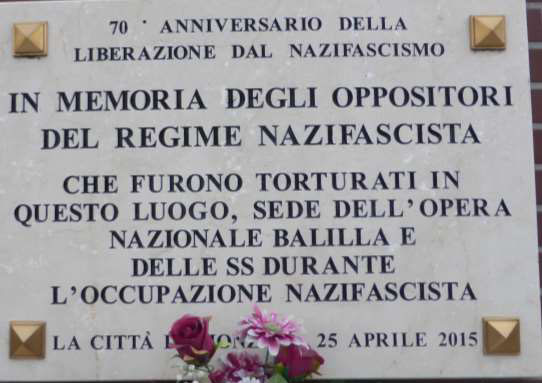 70° ANNIVERSARIO DELLA
LIBERAZIONE DAL NAZIFASCISMO
IN MEMORIA DEGLI OPPOSITORI
DEL REGIME NAZIFASCISTA
CHE FURONO TORTURATI IN
QUESTO LUOGO, SEDE DELL'OPERA
NAZIONALE BALILLA E
DELLE SS DURANTE
L'OCCUPAZIONE NAZIFASCISTA
LA CITTÀ 25 APRILE 2015